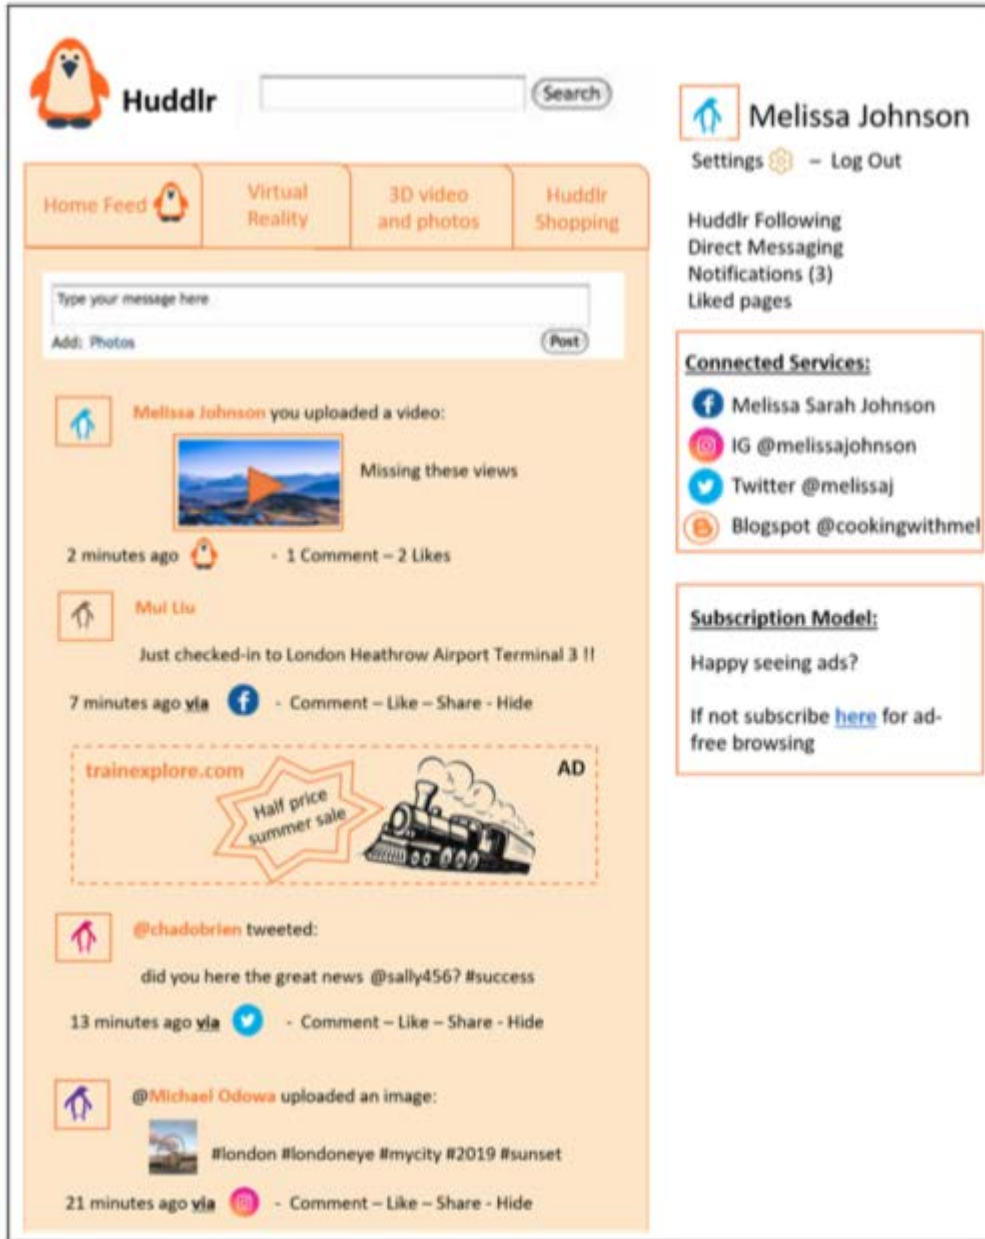 Huddlr
Search
Melissa Johnson
Settings – Log Out
Home Feed
Virtual
Reality
3D video
and photos
Huddlr
Shopping
Huddlr Following
Direct Messaging
Notifications (3)
Liked pages
Type your message here
Add: Photos
Post
Connected Services:
Melissa Sarah Johnson
IG @melissajohnson
Twitter @melissaj
Blogspot @cookingwithmel
Melissa Johnson you uploaded a video:
Missing these views
2 minutes ago - 1 Comment – 2 Likes
Mui Liu
Just checked-in to London Heathrow Airport Terminal 3 !!
7 minutes ago via - Comment – Like – Share - Hide
Subscription Model:
Happy seeing ads?
If not subscribe here for ad-
free browsing
trainexplore.com
Half price
summer sale
AD
@chadobrien tweeted:
did you here the great news @sally456? #success
13 minutes ago via - Comment – Like – Share - Hide
@Michael Odowa uploaded an image:
#london #londoneye #mycity #2019 #sunset
21 minutes ago via - Comment – Like – Share - Hide